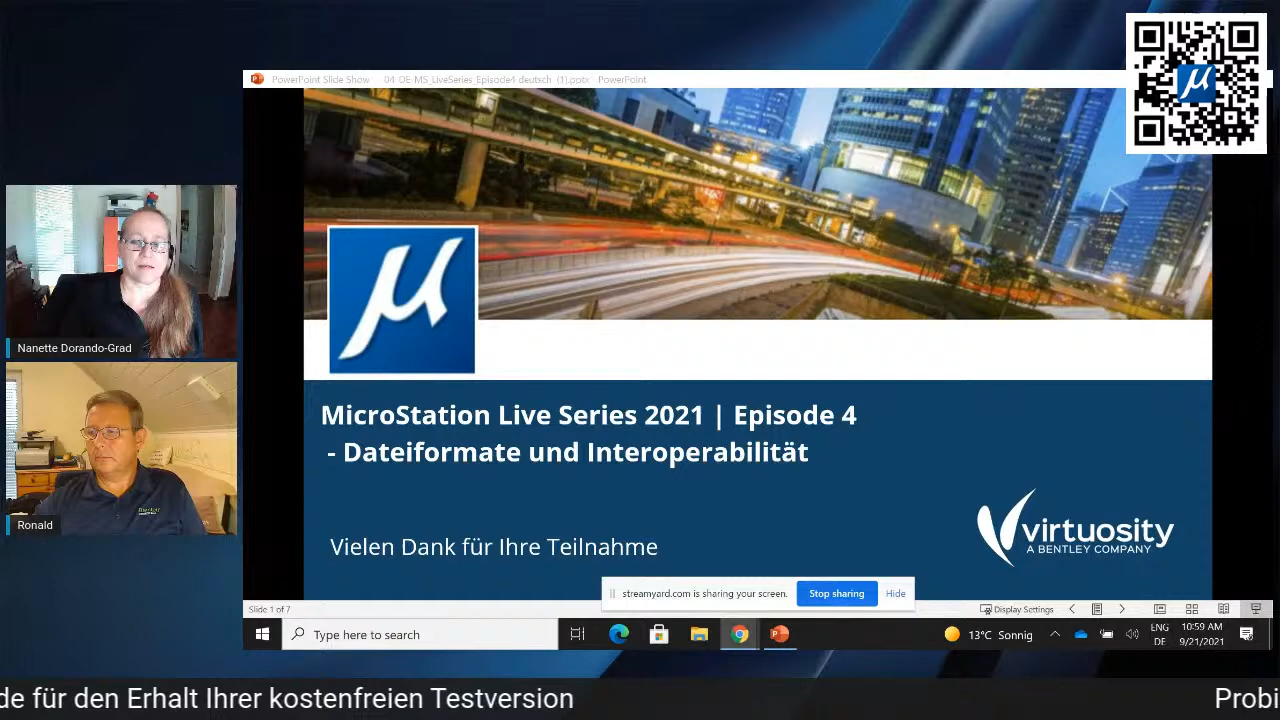 PowerPoint Slide Show
04-DE-MS_LiveSeries_Episode4 deutsch (1).pptx - PowerPoint
MicroStation Live Series 2021 | Episode 4
- Dateiformate und Interoperabilität
Vielen Dank für Ihre Teilnahme
virtuosity
A BENTLEY COMPANY
Nanette Dorando-Grad
Ronald
streamyard.com is sharing your screen.
Stop sharing
Hide
Slide 1 of 7
Display Settings
Type here to search
13°C Sonnig
ENG
DE
10:59 AM
9/21/2021
de für den Erhalt Ihrer kostenfreien Testversion
Probi